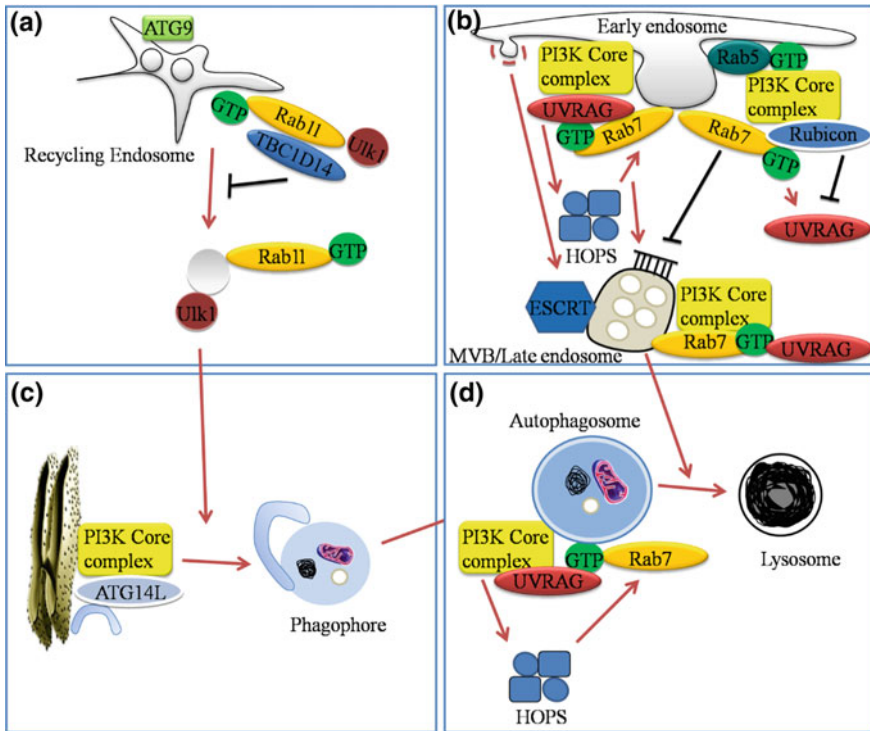 (a)
ATG9
GTP
Rab11
TBC1D14
Ulk1
Recycling Endosome
Rab11
GTP
Ulk1
(b)
Early endosome
PI3K Core
complex
UVRAG
GTP
Rab7
Rab5
GTP
PI3K Core
complex
Rab7
Rubicon
GTP
UVRAG
HOPS
ESCRT
PI3K Core
complex
Rab7
GTP
UVRAG
MVB/Late endosome
(c)
PI3K Core
complex
ATG14L
Phagophore
(d)
Autophagosome
PI3K Core
complex
UVRAG
GTP
Rab7
Lysosome
HOPS